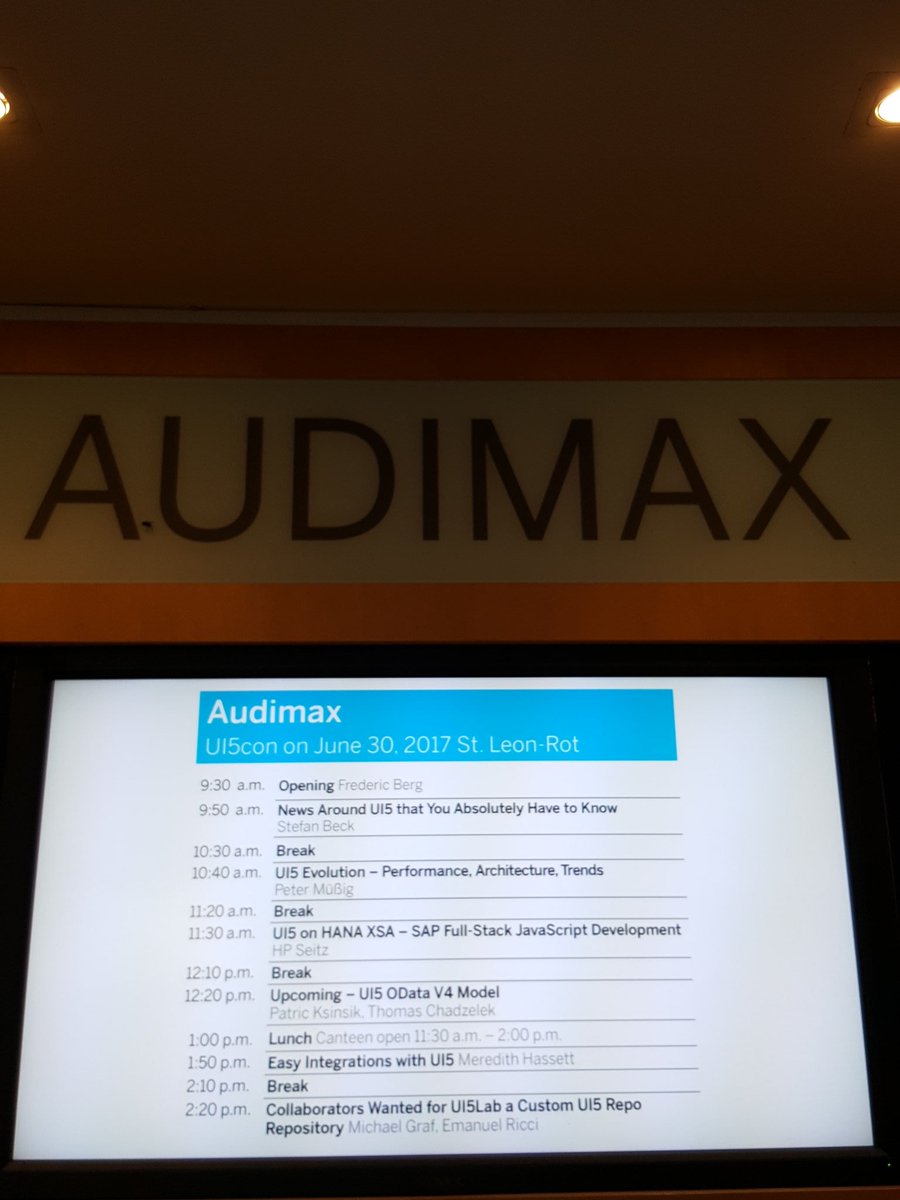 AUDIMAX
Audimax
UI5con on June 30, 2017 St. Leon-Rot
9:30 a.m. Opening Frederic Berg
9:50 a.m. News Around UI5 that You Absolutely Have to Know
Stefan Beck
10:30 a.m. Break
10:40 a.m. UI5 Evolution – Performance, Architecture, Trends
Peter Müßig
11:20 a.m. Break
11:30 a.m. UI5 on HANA XSA – SAP Full-Stack JavaScript Development
HP Seitz
12:10 p.m. Break
12:20 p.m. Upcoming – UI5 OData V4 Model
Patric Ksinsik, Thomas Chadzelek
1:00 p.m. Lunch Canteen open 11:30 a.m. – 2:00 p.m.
1:50 p.m. Easy Integrations with UI5 Meredith Hassett
2:10 p.m. Break
2:20 p.m. Collaborators Wanted for UI5Lab a Custom UI5 Repo
Repository Michael Graf, Emanuel Ricci